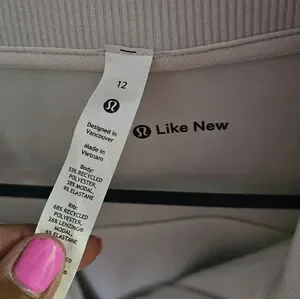 12
Designed in
Vancouver
Made in
Vietnam
Body:
53% RECYCLED
POLYESTER,
38% MODAL,
9% ELASTANE
Rib:
68% RECYCLED
POLYESTER,
26% LENZING®
MODAL,
6% ELASTANE
Like New